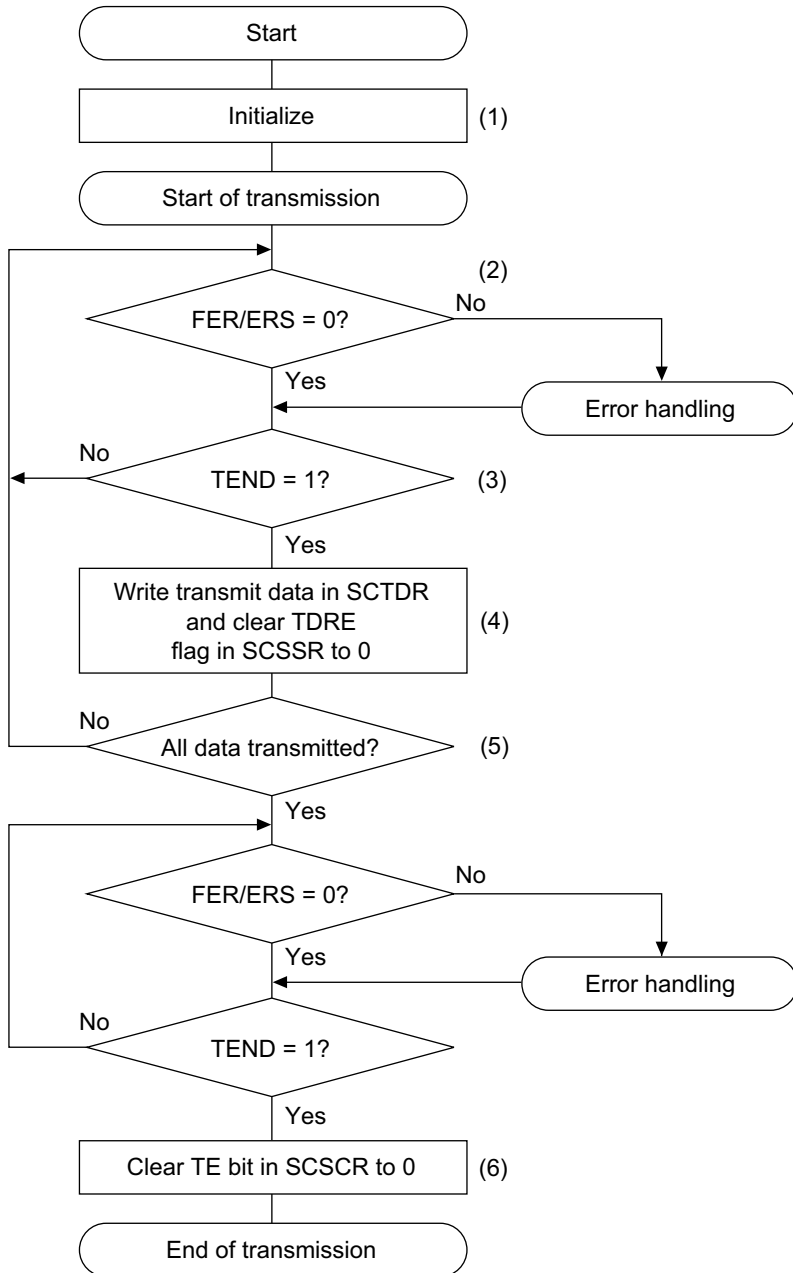 Start
Initialize
(1)
Start of transmission
(2)
FER/ERS = 0?
No
Yes
Error handling
No
TEND = 1?
(3)
Yes
Write transmit data in SCTDR
and clear TDRE
flag in SCSSR to 0
(4)
No
All data transmitted?
(5)
Yes
FER/ERS = 0?
No
Yes
Error handling
No
TEND = 1?
Yes
Clear TE bit in SCSCR to 0
(6)
End of transmission